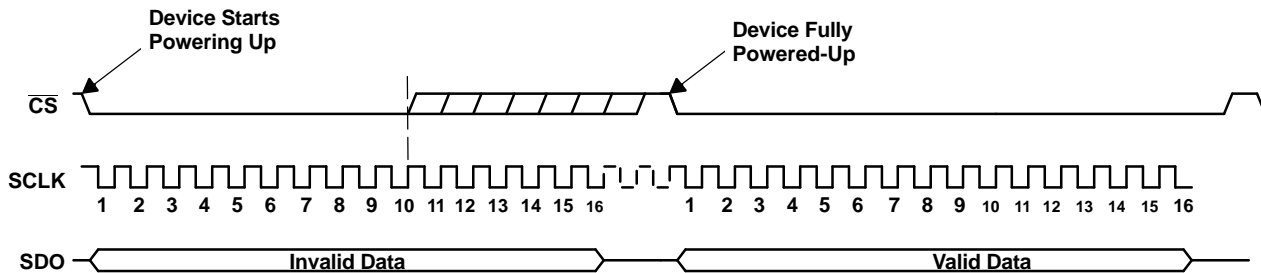 Device Starts
Powering Up
Device Fully
Powered-Up
CS
SCLK
1 2 3 4 5 6 7 8 9 10 11 12 13 14 15 16 1 2 3 4 5 6 7 8 9 10 11 12 13 14 15 16
SDO Invalid Data Valid Data